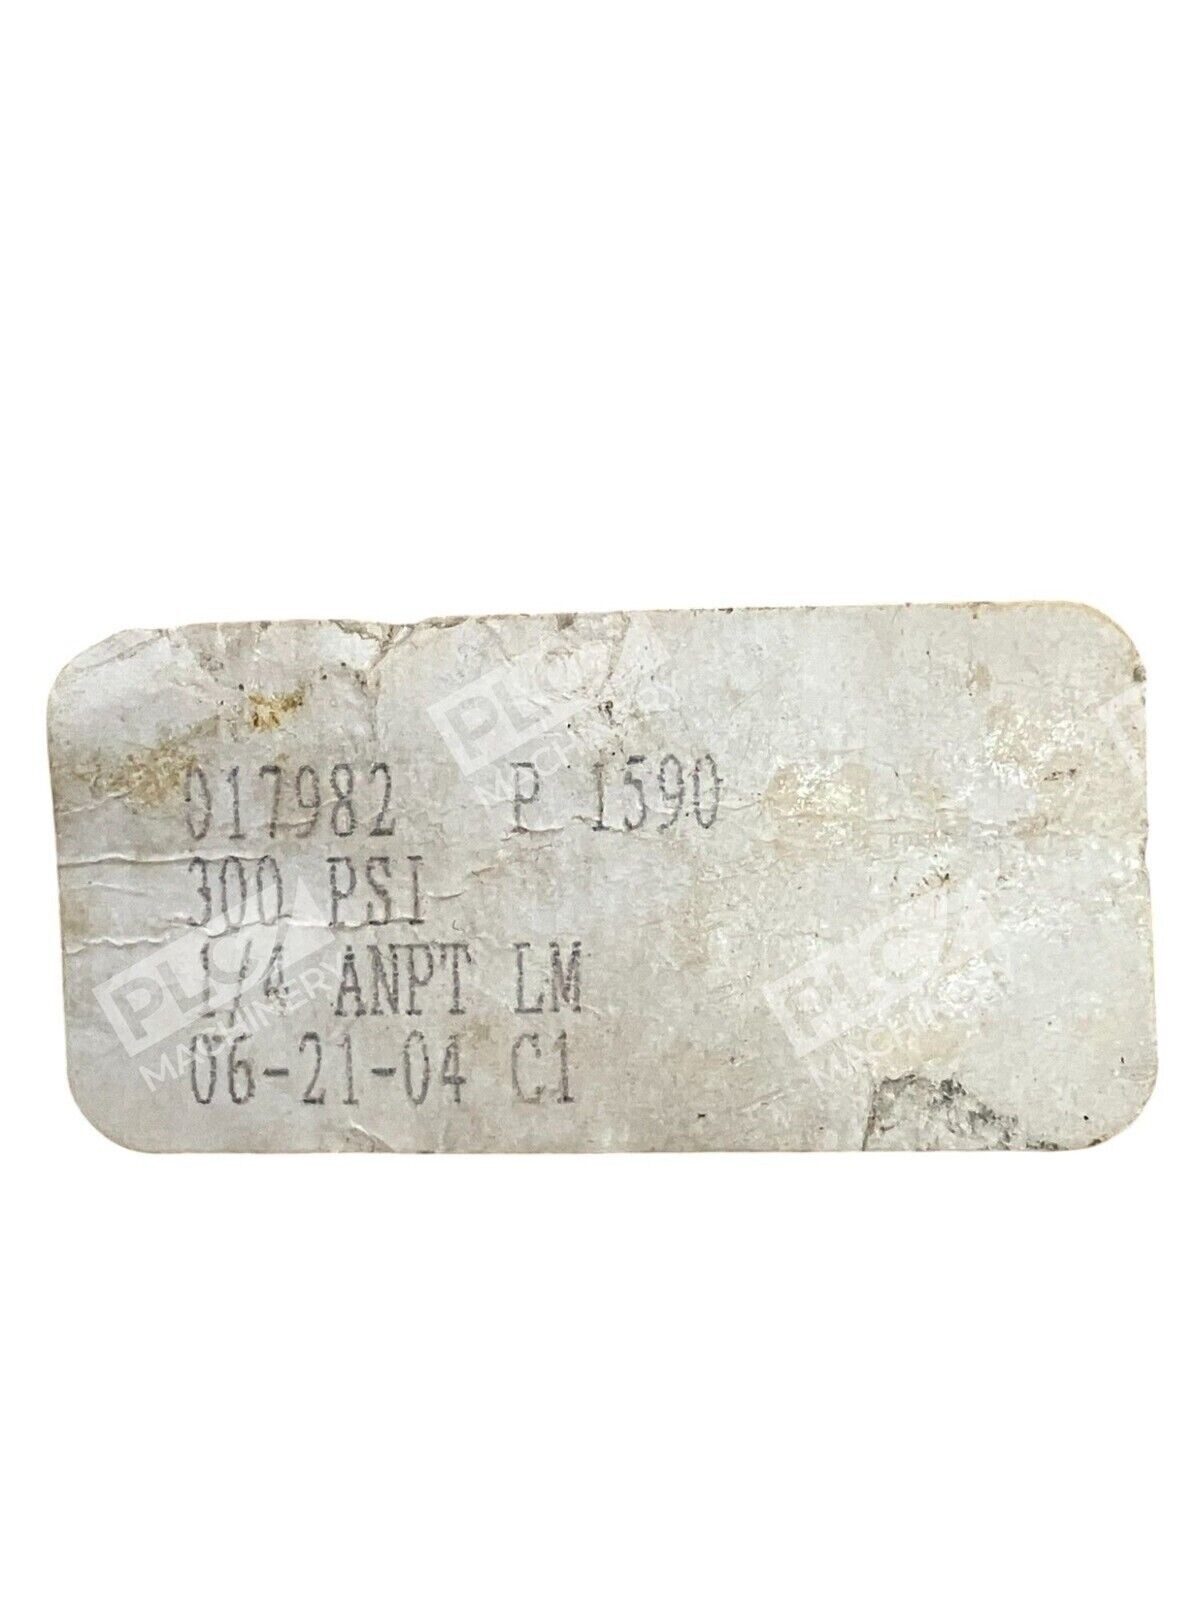 017982 P 1590
300 PSI
1/4 ANPT LM
06-21-04 C1
PLC MACHINERY
PLC MACHINERY
PLC MACHINERY